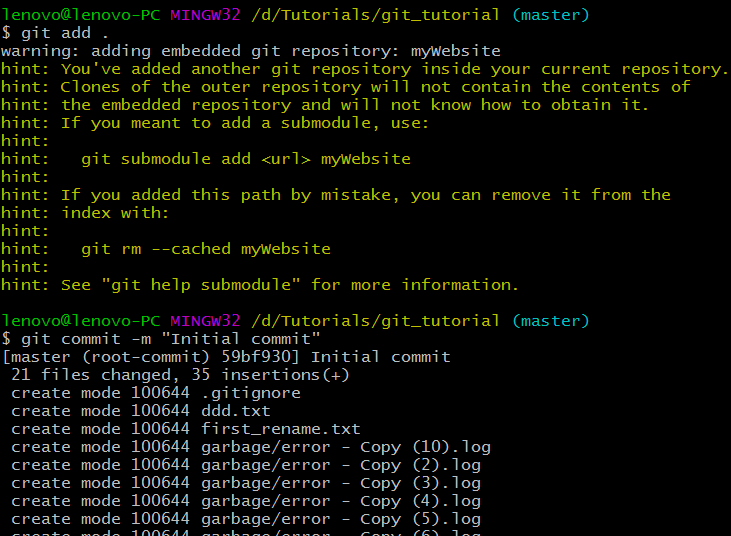 lenovo@lenovo-PC MINGW32 /d/Tutorials/git_tutorial (master)
$ git add .
warning: adding embedded git repository: myWebsite
hint: You've added another git repository inside your current repository.
hint: Clones of the outer repository will not contain the contents of
hint: the embedded repository and will not know how to obtain it.
hint: If you meant to add a submodule, use:
hint:
hint:   git submodule add <url> myWebsite
hint:
hint: If you added this path by mistake, you can remove it from the
hint: index with:
hint:
hint:   git rm --cached myWebsite
hint:
hint: See "git help submodule" for more information.
lenovo@lenovo-PC MINGW32 /d/Tutorials/git_tutorial (master)
$ git commit -m "Initial commit"
[master (root-commit) 59bf930] Initial commit
 21 files changed, 35 insertions(+)
 create mode 100644 .gitignore
 create mode 100644 ddd.txt
 create mode 100644 first_rename.txt
 create mode 100644 garbage/error - Copy (10).log
 create mode 100644 garbage/error - Copy (2).log
 create mode 100644 garbage/error - Copy (3).log
 create mode 100644 garbage/error - Copy (4).log
 create mode 100644 garbage/error - Copy (5).log
 create mode 100644 garbage/error - Copy (6).log